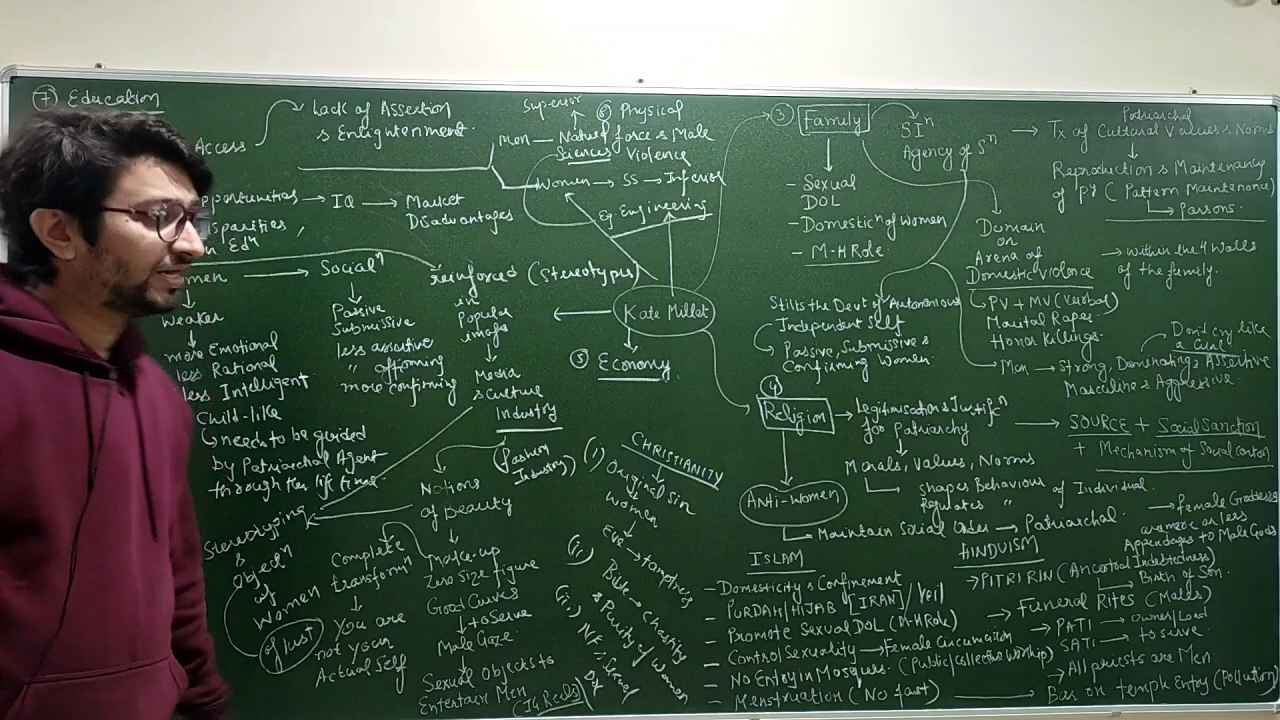 ⑦ Education
Access
Lack of Assertion
& Enlightenment.
opportunities → IQ → Market
Disadvantages
Disparities
in Edⁿ
Women → Socialⁿ
↓
Weaker
more Emotional
less Rational
less Intelligent
Child-like
↳ needs to be guided
by Patriarchal Agent
through their life time.
Passive
Submissive
less assertive
" affirming
more confirming
reinforced (stereotypes)
in
Popular
image
↓
Media
& Culture
Industry
(Fashion
Industry)
Notions
of beauty
Make-up
Zero Size figure
Good Curves
↓ to Serve
Male Gaze.
↓
Sexual Objects to
Entertain Men
(IG Reels)
Complete
transformⁿ
↓
You are
not your
Actual Self
Stereotyping
&
Objectⁿ
of
Women
of lust
Superior
↑
Men — Natural
Sciences
Women → SS → Inferior
Eg. Engineering
⑥ Physical
force & Male
Violence
Kate Millet
⑤ Economy
③ Family
- Sexual
DOL
- Domesticⁿ of Women
- M-H Role
SIⁿ
Agency of Sⁿ
→ Tx of Cultural Values & Norms
Patriarchal
↓
Reproduction & Maintenance
of PY (Pattern Maintenance)
↳ Parsons.
Domain
or
Arena of
Domestic Violence
→ within the 4 walls
of the family.
↳ PV + MV (Verbal)
Marital Rapes.
Honor Killings.
Stilts the Devᵗ of Autonomous
Independent Self
Passive, Submissive &
Confirming Women.
Men → Strong, Dominating & Assertive
Masculine & Aggressive
Don't cry like
a Girl
④
Religion → Legitimisation & Justifⁿ
for Patriarchy
→ SOURCE + Social Sanction
+ Mechanism of Social Control
Morals, Values, Norms
↳ shapes Behaviour of Individual.
regulates "
Anti-Women
↳ Maintain Social Order → Patriarchal.
CHRISTIANITY
(i) Original sin
↓
Women
↓
Eve → temptress
(ii) Bible → Chastity
& Purity of Women
(iii)
ISLAM
- Domesticity & Confinement
- PURDAH/HIJAB [IRAN] / Veil
- Promote Sexual DOL (M-H Role)
- Control Sexuality → Female Circumcision
- No Entry in Mosques. (Public/collective worship)
- Menstruation (No fast)
HINDUISM
→ Female Goddess
are more or less
Appendages to Male Gods
→ PITRI RIN (Ancestral Indebtedness)
↳ Birth of Son.
→ Funeral Rites (Males)
→ PATI → Owner/Lord
SATI → to serve.
→ All priests are Men.
Bar on temple Entry (Pollution)